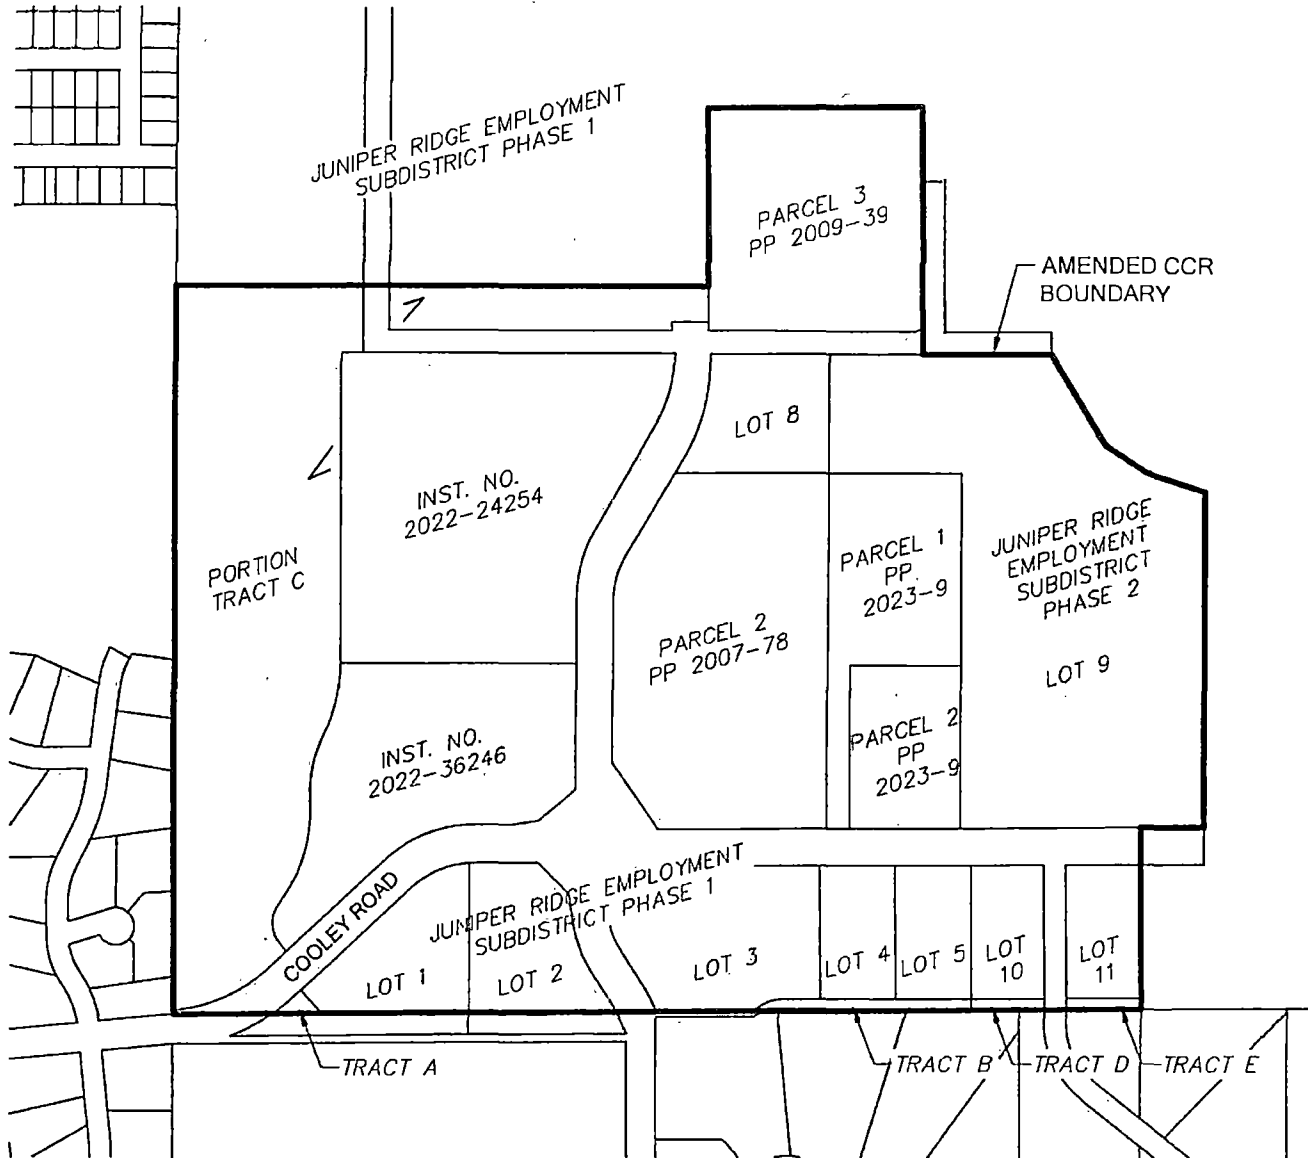 JUNIPER RIDGE EMPLOYMENT
SUBDISTRICT PHASE 1
PARCEL 3
PP 2009-39
AMENDED CCR
BOUNDARY
LOT 8
INST. NO.
2022-24254
PORTION
TRACT C
PARCEL 1
PP
2023-9
JUNIPER RIDGE
EMPLOYMENT
SUBDISTRICT
PHASE 2
LOT 9
PARCEL 2
PP 2007-78
INST. NO.
2022-36246
PARCEL 2
PP
2023-9
JUNIPER RIDGE EMPLOYMENT
SUBDISTRICT PHASE 1
COOLEY ROAD
LOT 1
LOT 2
LOT 3
LOT 4
LOT 5
LOT
10
LOT
11
TRACT A
TRACT B
TRACT D
TRACT E